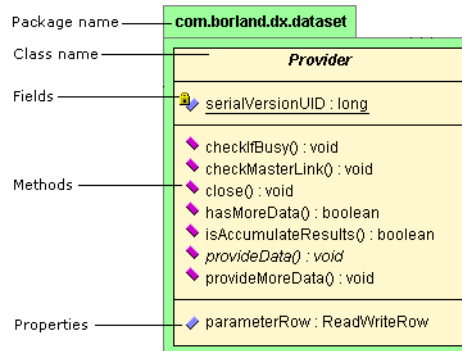 Package name
com.borland.dx.dataset
Class name
Provider
Fields
serialVersionUID : long
checkIfBusy() : void
checkMasterLink() : void
Methods
close() : void
hasMoreData() : boolean
isAccumulateResults() : boolean
provideData() : void
provideMoreData() : void
Properties
parameterRow : ReadWriteRow